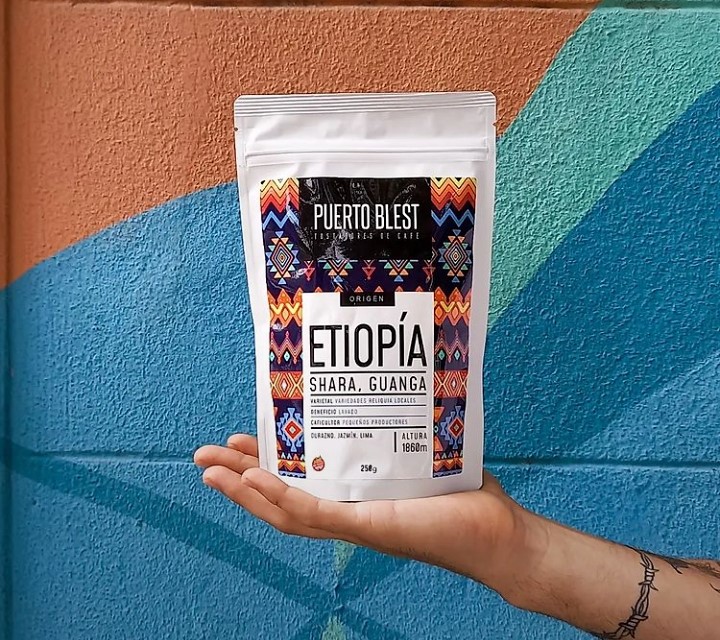 PUERTO BLEST
TOSTADORES DE CAFÉ
ORIGEN
ETIOPÍA
SHARA, GUANGA
VARIETAL VARIEDADES RELIQUIA LOCALES
BENEFICIO LAVADO
CAFICULTOR PEQUEÑOS PRODUCTORES
DURAZNO, JAZMÍN, LIMA
ALTURA
1860m
250g